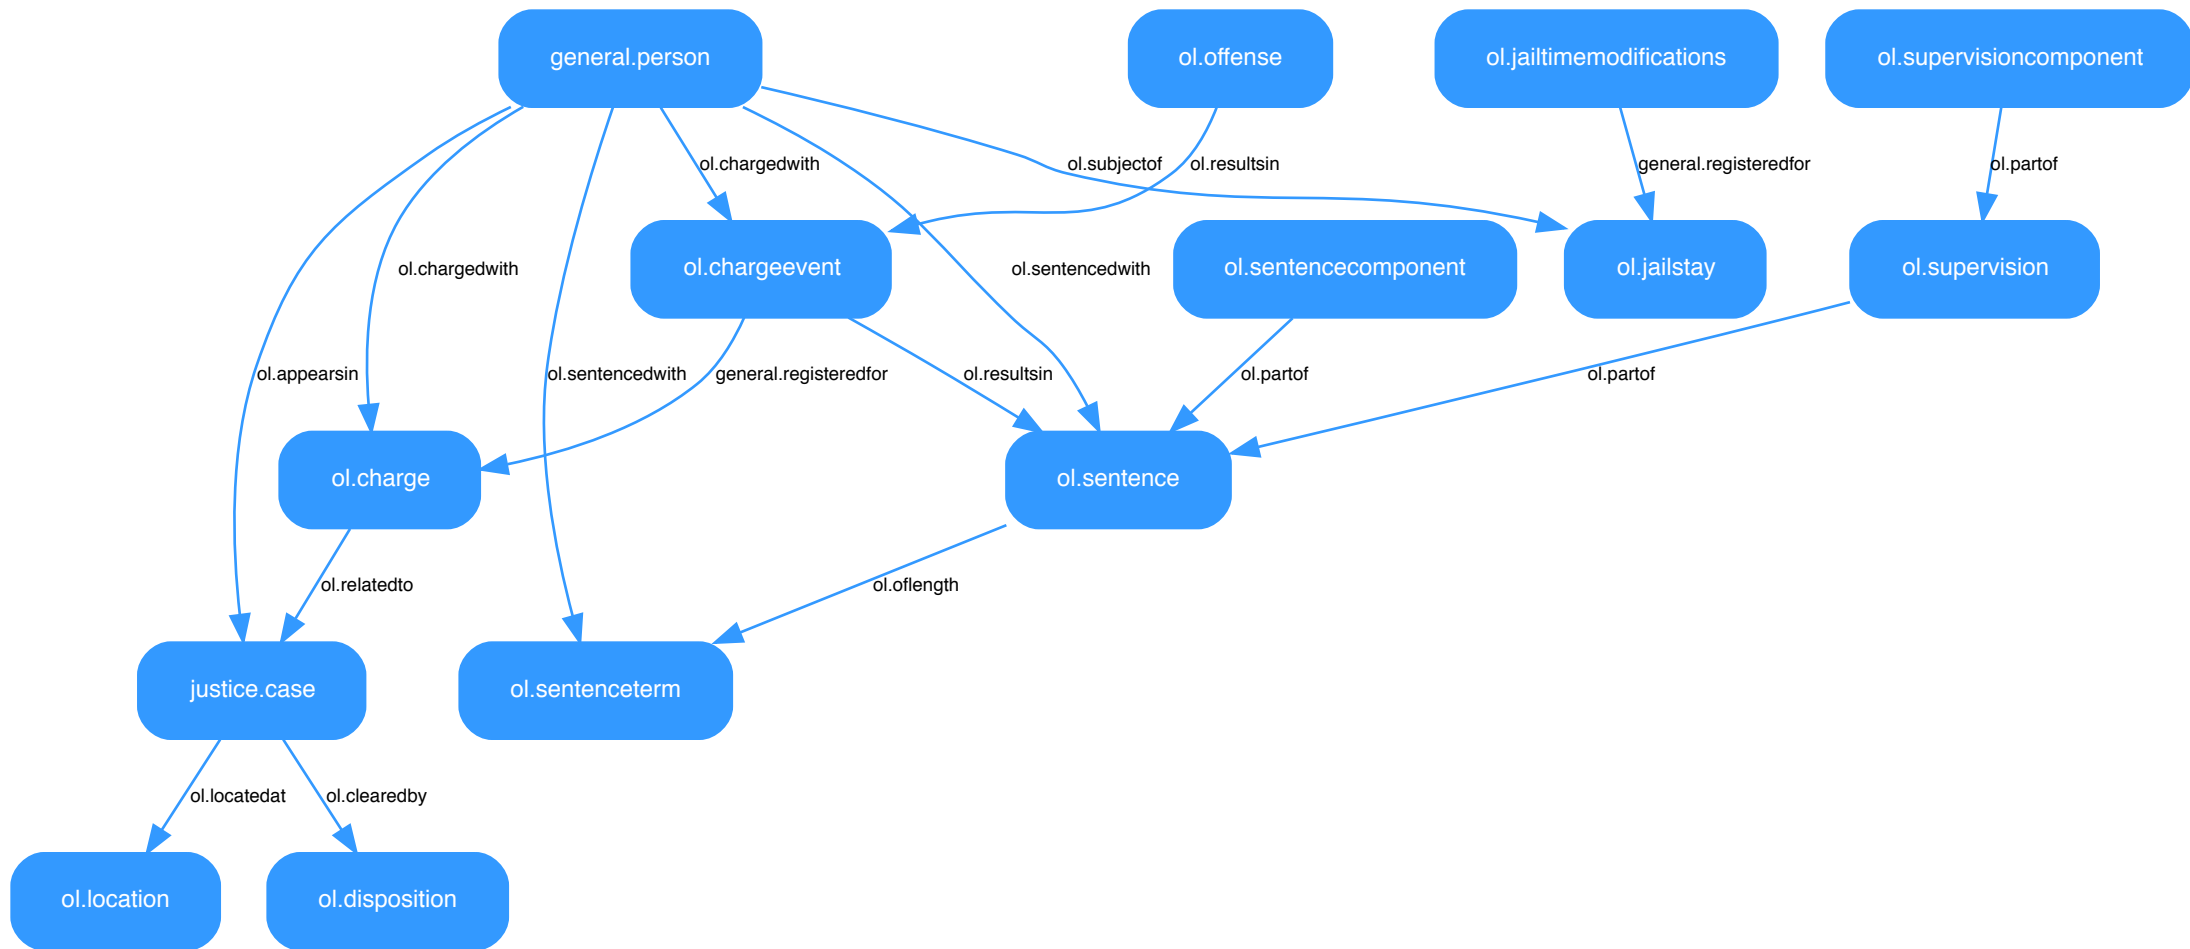 general.person
ol.offense
ol.jailtimemodifications
ol.supervisioncomponent
ol.chargedwith
ol.subjectof
ol.resultsin
general.registeredfor
ol.partof
ol.chargedwith
ol.chargeevent
ol.sentencedwith
ol.sentencecomponent
ol.jailstay
ol.supervision
ol.appearsin
ol.sentencedwith
general.registeredfor
ol.resultsin
ol.partof
ol.partof
ol.charge
ol.sentence
ol.relatedto
ol.oflength
justice.case
ol.sentenceterm
ol.locatedat
ol.clearedby
ol.location
ol.disposition